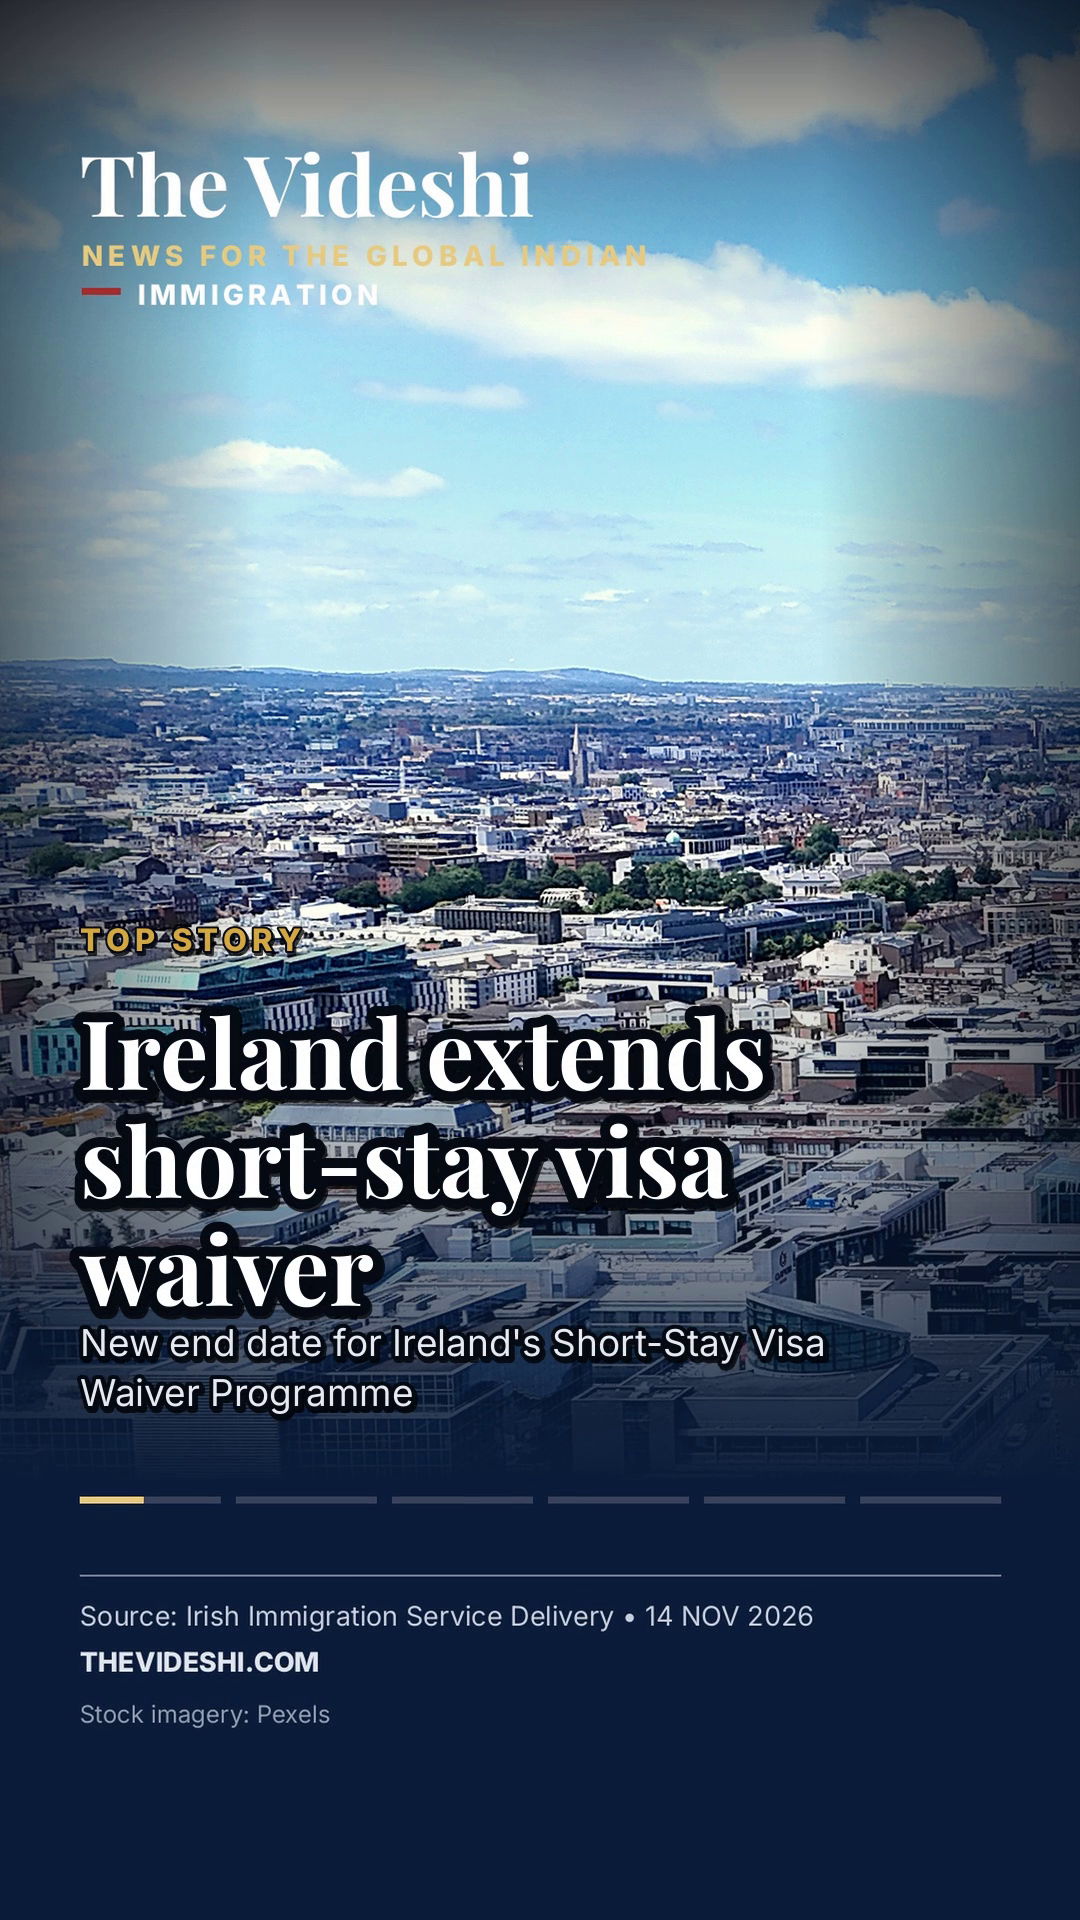 The Videshi
NEWS FOR THE GLOBAL INDIAN
IMMIGRATION
TOP STORY
Ireland extends
short-stay visa
waiver
New end date for Ireland's Short-Stay Visa
Waiver Programme
Source: Irish Immigration Service Delivery • 14 NOV 2026
THEVIDESHI.COM
Stock imagery: Pexels